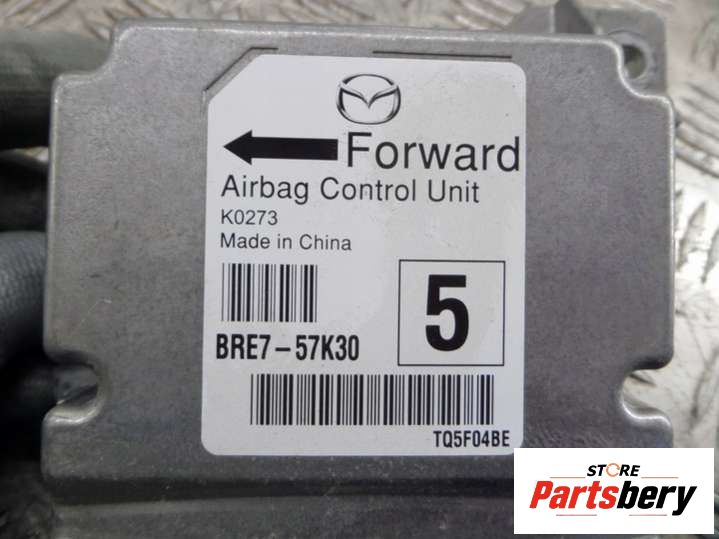 Forward
Airbag Control Unit
K0273
Made in China
5
BRE7-57K30
TQ5F04BE
STORE
Partsbery